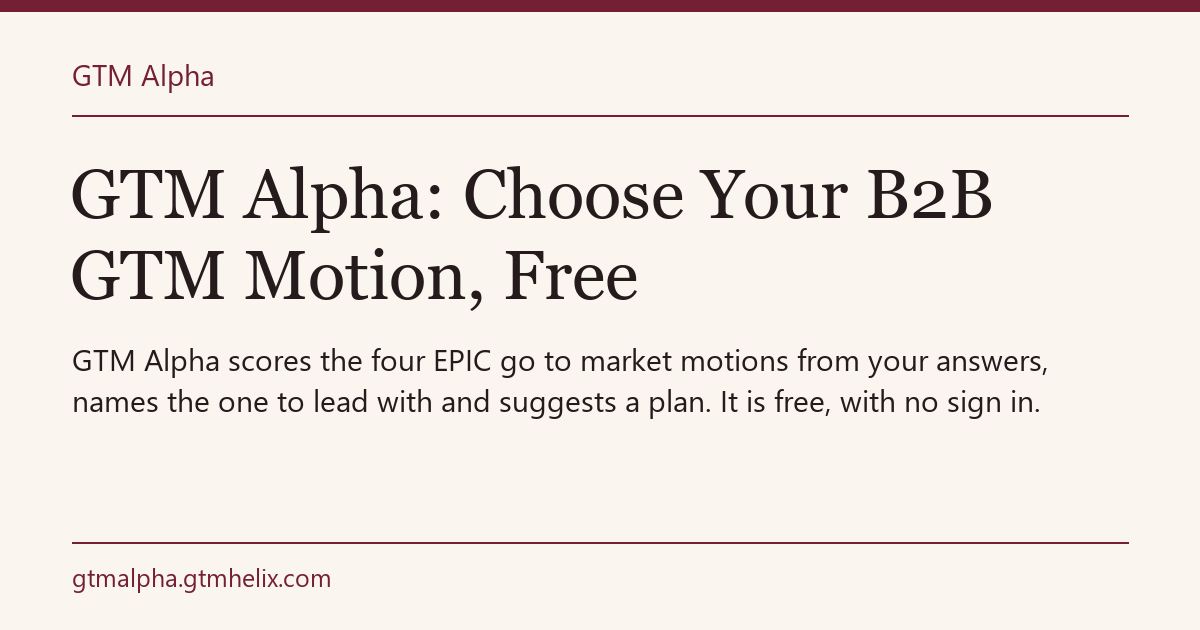 GTM Alpha
GTM Alpha: Choose Your B2B
GTM Motion, Free
GTM Alpha scores the four EPIC go to market motions from your answers,
names the one to lead with and suggests a plan. It is free, with no sign in.
gtmalpha.gtmhelix.com